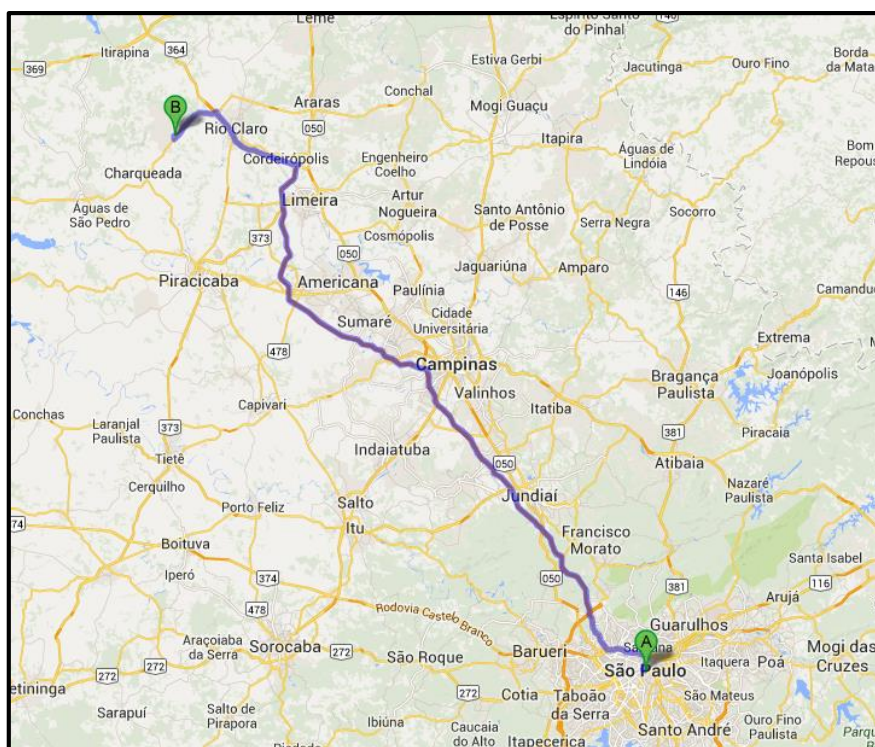 Leme
Espírito Santo
do Pinhal
146
Itirapina
364
Estiva Gerbi
Jacutinga
Ouro Fino
Borda
da Mata
369
Conchal
Araras
Mogi Guaçu
B
050
Rio Claro
Itapira
Águas de
Lindóia
Bom
Repous
Charqueada
Cordeirópolis
Engenheiro
Coelho
Limeira
Artur
Nogueira
Santo Antônio
de Posse
Serra Negra
Socorro
Águas de
São Pedro
373
Cosmópolis
050
Jaguariúna
Amparo
Piracicaba
Americana
Paulínia
146
Camanduc
Sumaré
Cidade
Universitária
Extrema
478
Campinas
Bragança
Paulista
Joanópolis
Valinhos
Capivari
Itatiba
Conchas
Laranjal
Paulista
373
Indaiatuba
381
Piracaia
Tietê
050
Atibaia
Cerquilho
Salto
Jundiaí
Nazaré
Paulista
Porto Feliz
Itu
74
Francisco
Morato
Boituva
Santa Isabel
Iperó
374
050
381
116
Arujá
478
Rodovia Castelo Branco
Guarulhos
A
Araçoiaba
da Serra
Sorocaba
Barueri
São Paulo
Itaquera
Poá
Mogi das
Cruzes
272
272
São Roque
etininga
272
Cotia
Taboão
da Serra
São Mateus
Sarapuí
Salto de
Pirapora
272
Ibiúna
Santo André
Ouro Fino
Paulista
Caucaia
do Alto
Itapecerica